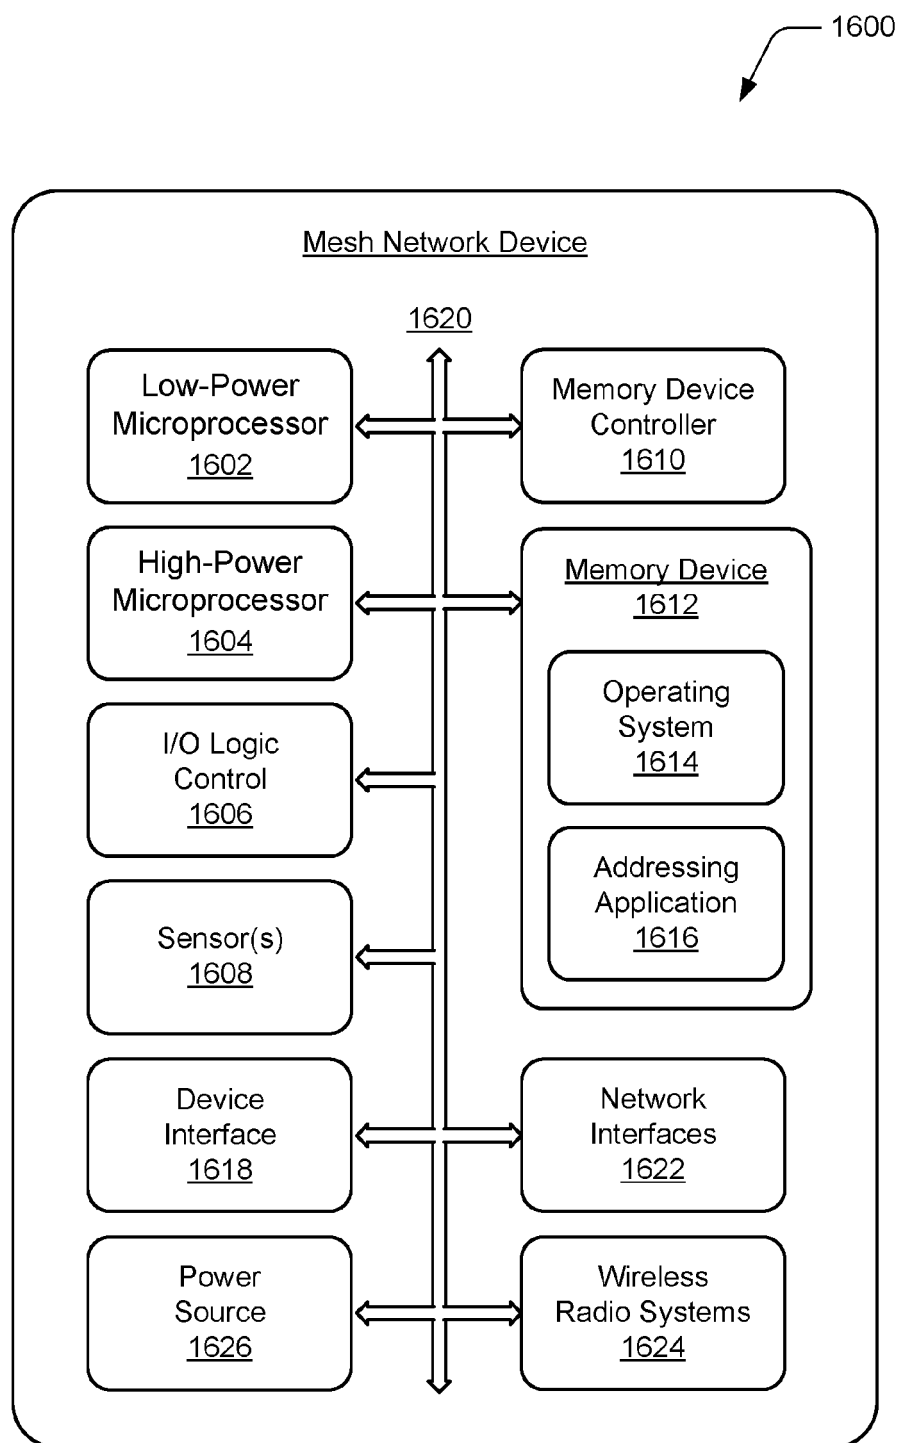 1600
Mesh Network Device
1620
Low-Power
Microprocessor
1602
Memory Device
Controller
1610
High-Power
Microprocessor
1604
Memory Device
1612
Operating
System
1614
Addressing
Application
1616
I/O Logic
Control
1606
Sensor(s)
1608
Device
Interface
1618
Network
Interfaces
1622
Power
Source
1626
Wireless
Radio Systems
1624